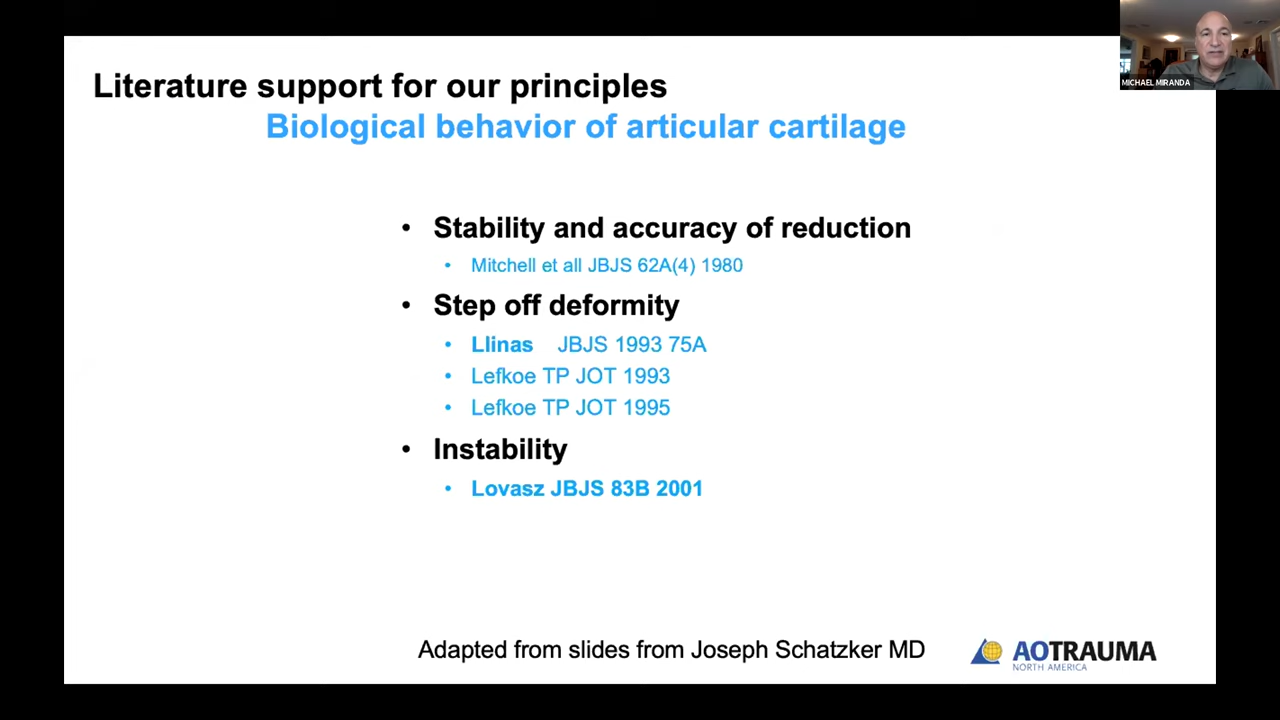 Literature support for our principles
Biological behavior of articular cartilage
MICHAEL MIRANDA
• Stability and accuracy of reduction
• Mitchell et all JBJS 62A(4) 1980
• Step off deformity
• Llinas JBJS 1993 75A
• Lefkoe TP JOT 1993
• Lefkoe TP JOT 1995
• Instability
• Lovasz JBJS 83B 2001
Adapted from slides from Joseph Schatzker MD
AOTRAUMA
NORTH AMERICA